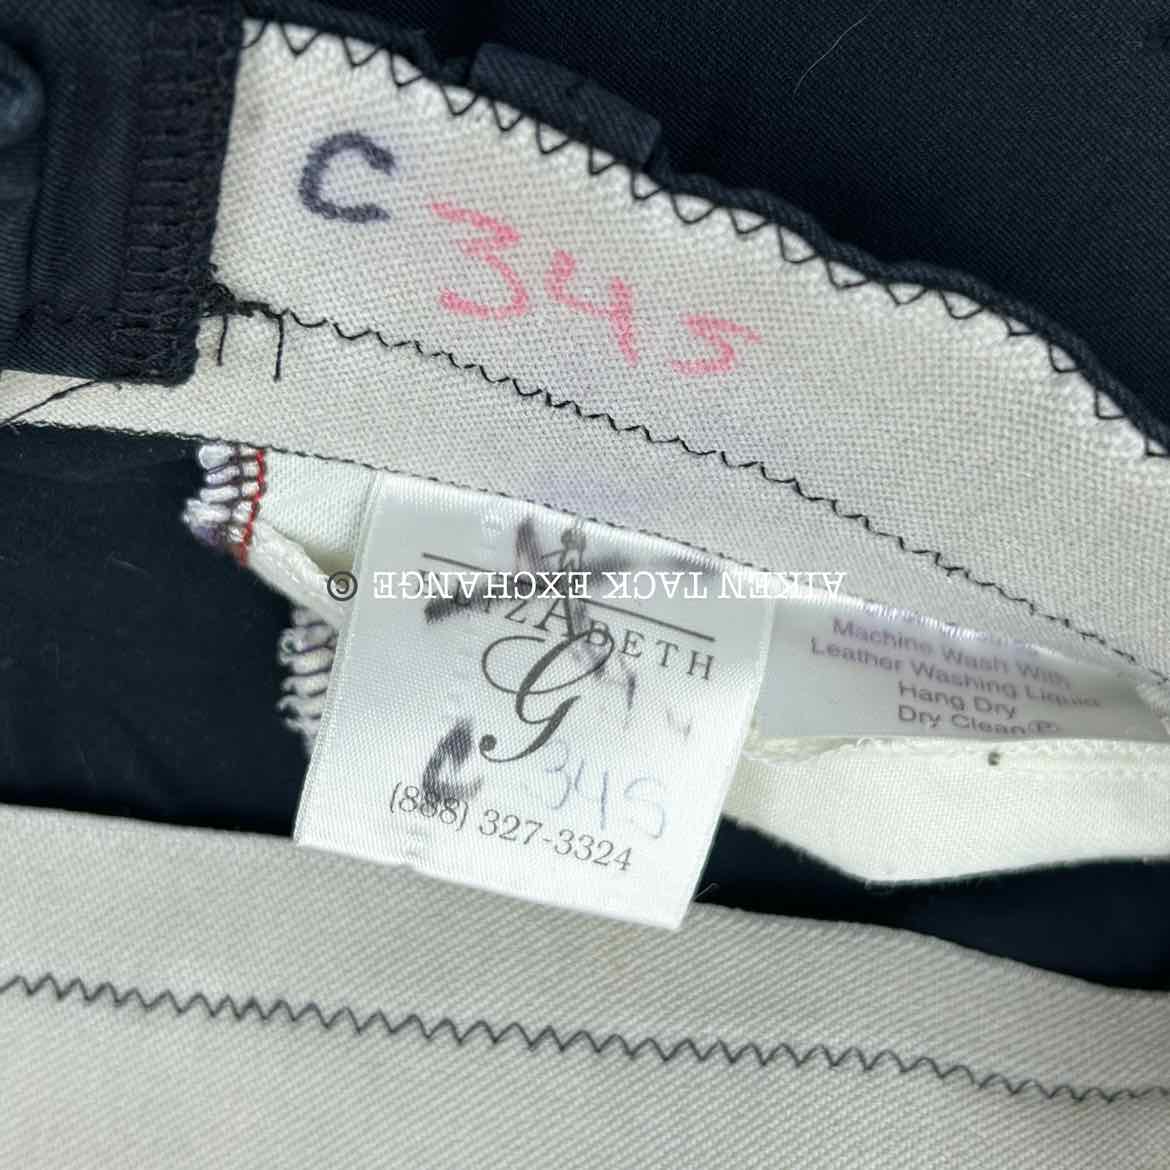 C 345
© AIKEN TACK EXCHANGE
ELIZABETH
G
C 345
(888) 327-3324
Machine Wash With
Leather Washing Liquid
Hang Dry
Dry Clean Ⓟ